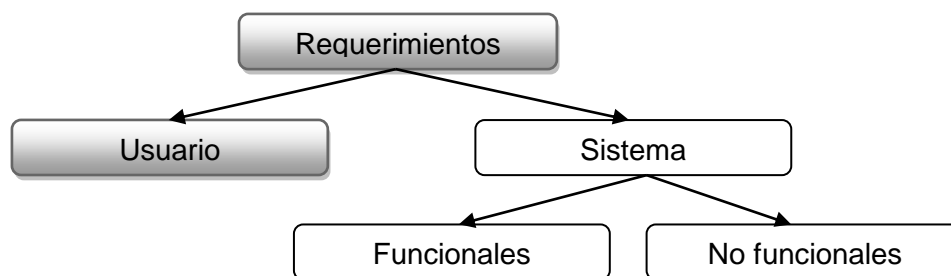 Requerimientos
Usuario
Sistema
Funcionales
No funcionales